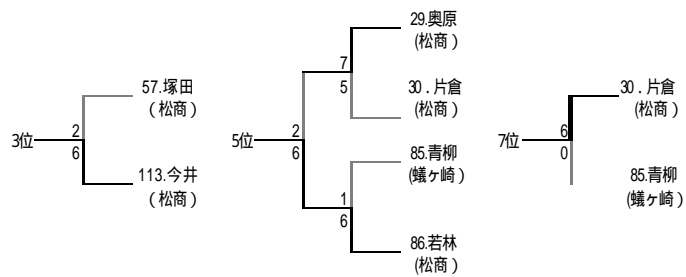 3位
57.塚田
(松商)
2
6
113.今井
(松商)
5位
29.奥原
(松商)
7
5
30．片倉
(松商)
2
6
85.青柳
(蟻ヶ崎)
1
6
86.若林
(松商)
7位
30．片倉
(松商)
6
0
85.青柳
(蟻ヶ崎)